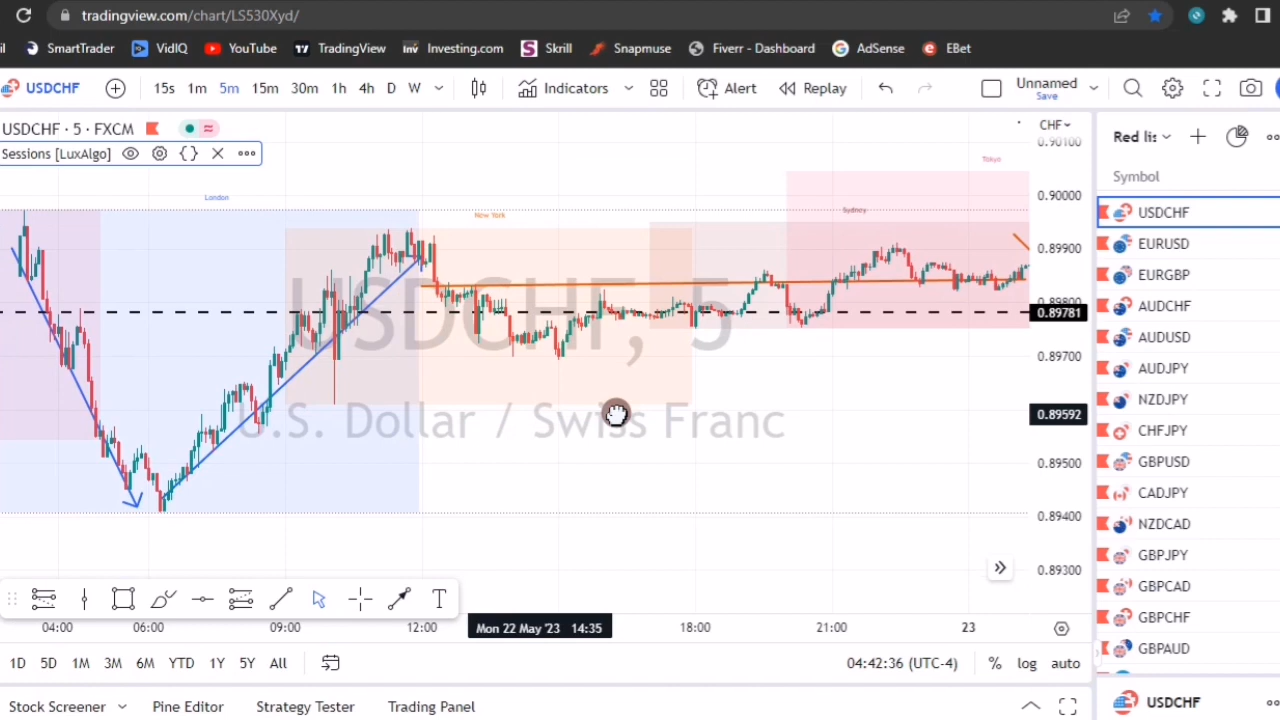 tradingview.com/chart/LS530Xyd/
il SmartTrader VidIQ YouTube TradingView Investing.com Skrill Snapmuse Fiverr - Dashboard AdSense EBet
USDCHF 15s 1m 5m 15m 30m 1h 4h D W Indicators Alert Replay Unnamed
Save
USDCHF · 5 · FXCM
CHF
Red lis
Sessions [LuxAlgo]
0.90100
Tokyo
Symbol
London
0.90000
New York
Sydney
USDCHF
0.89900
EURUSD
EURGBP
0.89800
0.89781
AUDCHF
USDCHF, 5
AUDUSD
0.89700
AUDJPY
NZDJPY
0.89592
U.S. Dollar / Swiss Franc
CHFJPY
0.89500
GBPUSD
CADJPY
0.89400
NZDCAD
GBPJPY
0.89300
GBPCAD
T
GBPCHF
04:00 06:00 09:00 12:00 Mon 22 May '23 14:35 18:00 21:00 23
GBPAUD
1D 5D 1M 3M 6M YTD 1Y 5Y All 04:42:36 (UTC-4) % log auto
Stock Screener Pine Editor Strategy Tester Trading Panel
USDCHF